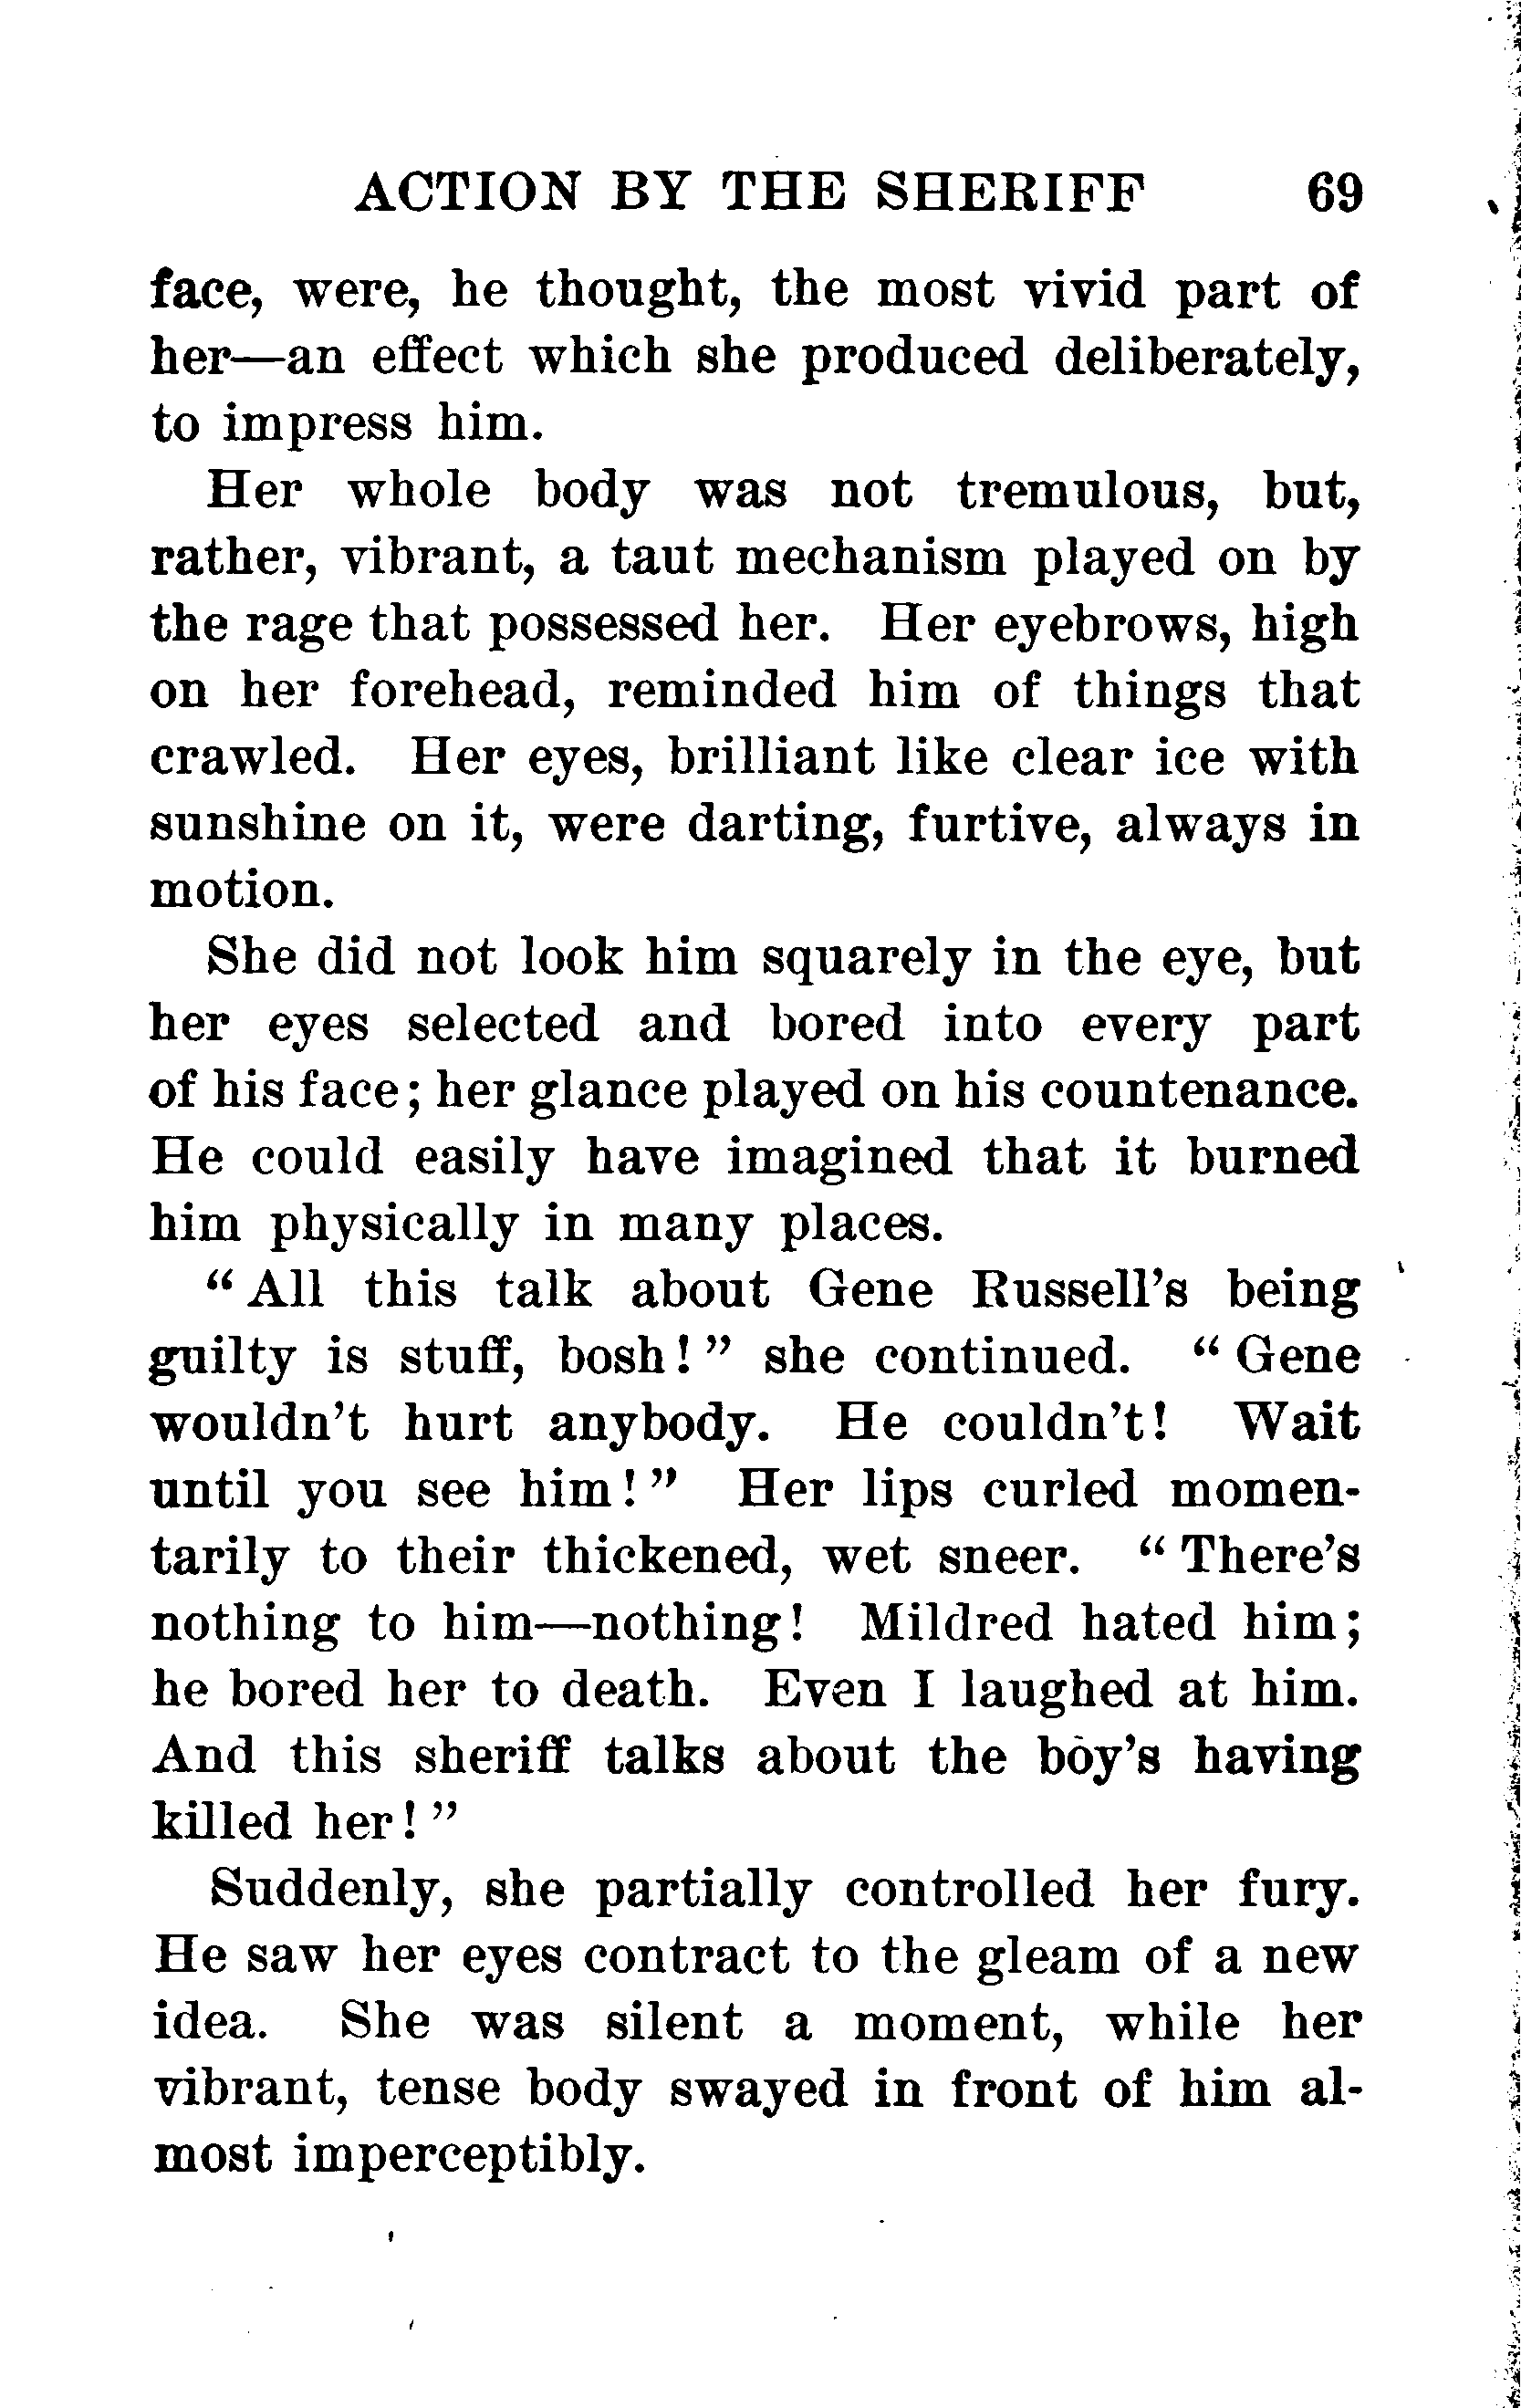 ACTION BY THE SHERIFF 69
face, were, he thought, the most vivid part of
her—an effect which she produced deliberately,
to impress him.
Her whole body was not tremulous, but,
rather, vibrant, a taut mechanism played on by
the rage that possessed her. Her eyebrows, high
on her forehead, reminded him of things that
crawled. Her eyes, brilliant like clear ice with
sunshine on it, were darting, furtive, always in
motion.
She did not look him squarely in the eye, but
her eyes selected and bored into every part
of his face; her glance played on his countenance.
He could easily have imagined that it burned
him physically in many places.
“All this talk about Gene Russell’s being
guilty is stuff, bosh!” she continued. “Gene
wouldn’t hurt anybody. He couldn’t! Wait
until you see him!” Her lips curled momen-
tarily to their thickened, wet sneer. “There’s
nothing to him—nothing! Mildred hated him;
he bored her to death. Even I laughed at him.
And this sheriff talks about the boy’s having
killed her!”
Suddenly, she partially controlled her fury.
He saw her eyes contract to the gleam of a new
idea. She was silent a moment, while her
vibrant, tense body swayed in front of him al-
most imperceptibly.